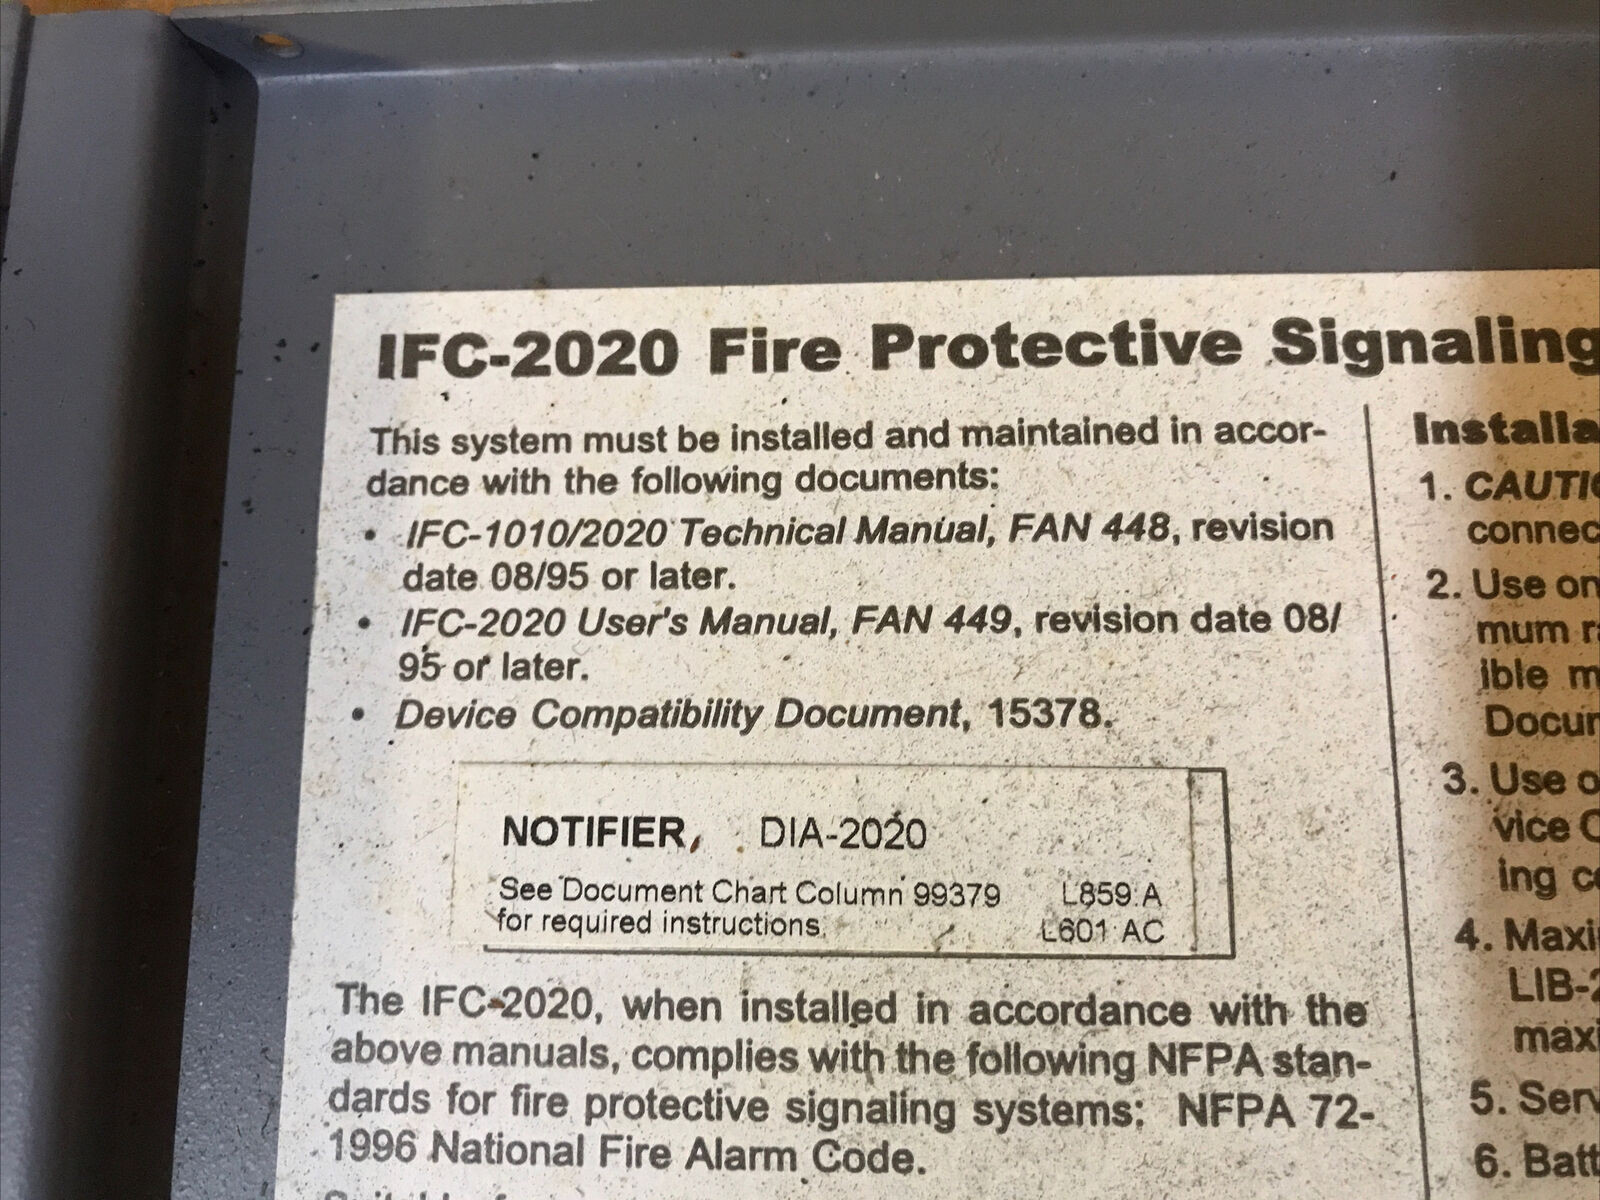 IFC-2020 Fire Protective Signaling
This system must be installed and maintained in accor-
dance with the following documents:
• IFC-1010/2020 Technical Manual, FAN 448, revision
date 08/95 or later.
• IFC-2020 User's Manual, FAN 449, revision date 08/
95 or later.
• Device Compatibility Document, 15378.
NOTIFIER, DIA-2020
See Document Chart Column 99379 L859.A
for required instructions. L601 AC
The IFC-2020, when installed in accordance with the
above manuals, complies with the following NFPA stan-
dards for fire protective signaling systems: NFPA 72-
1996 National Fire Alarm Code.
Installa
1. CAUTIO
connec
2. Use on
mum ra
ible m
Docum
3. Use o
vice C
ing co
4. Maxi
LIB-2
maxi
5. Serv
6. Batt